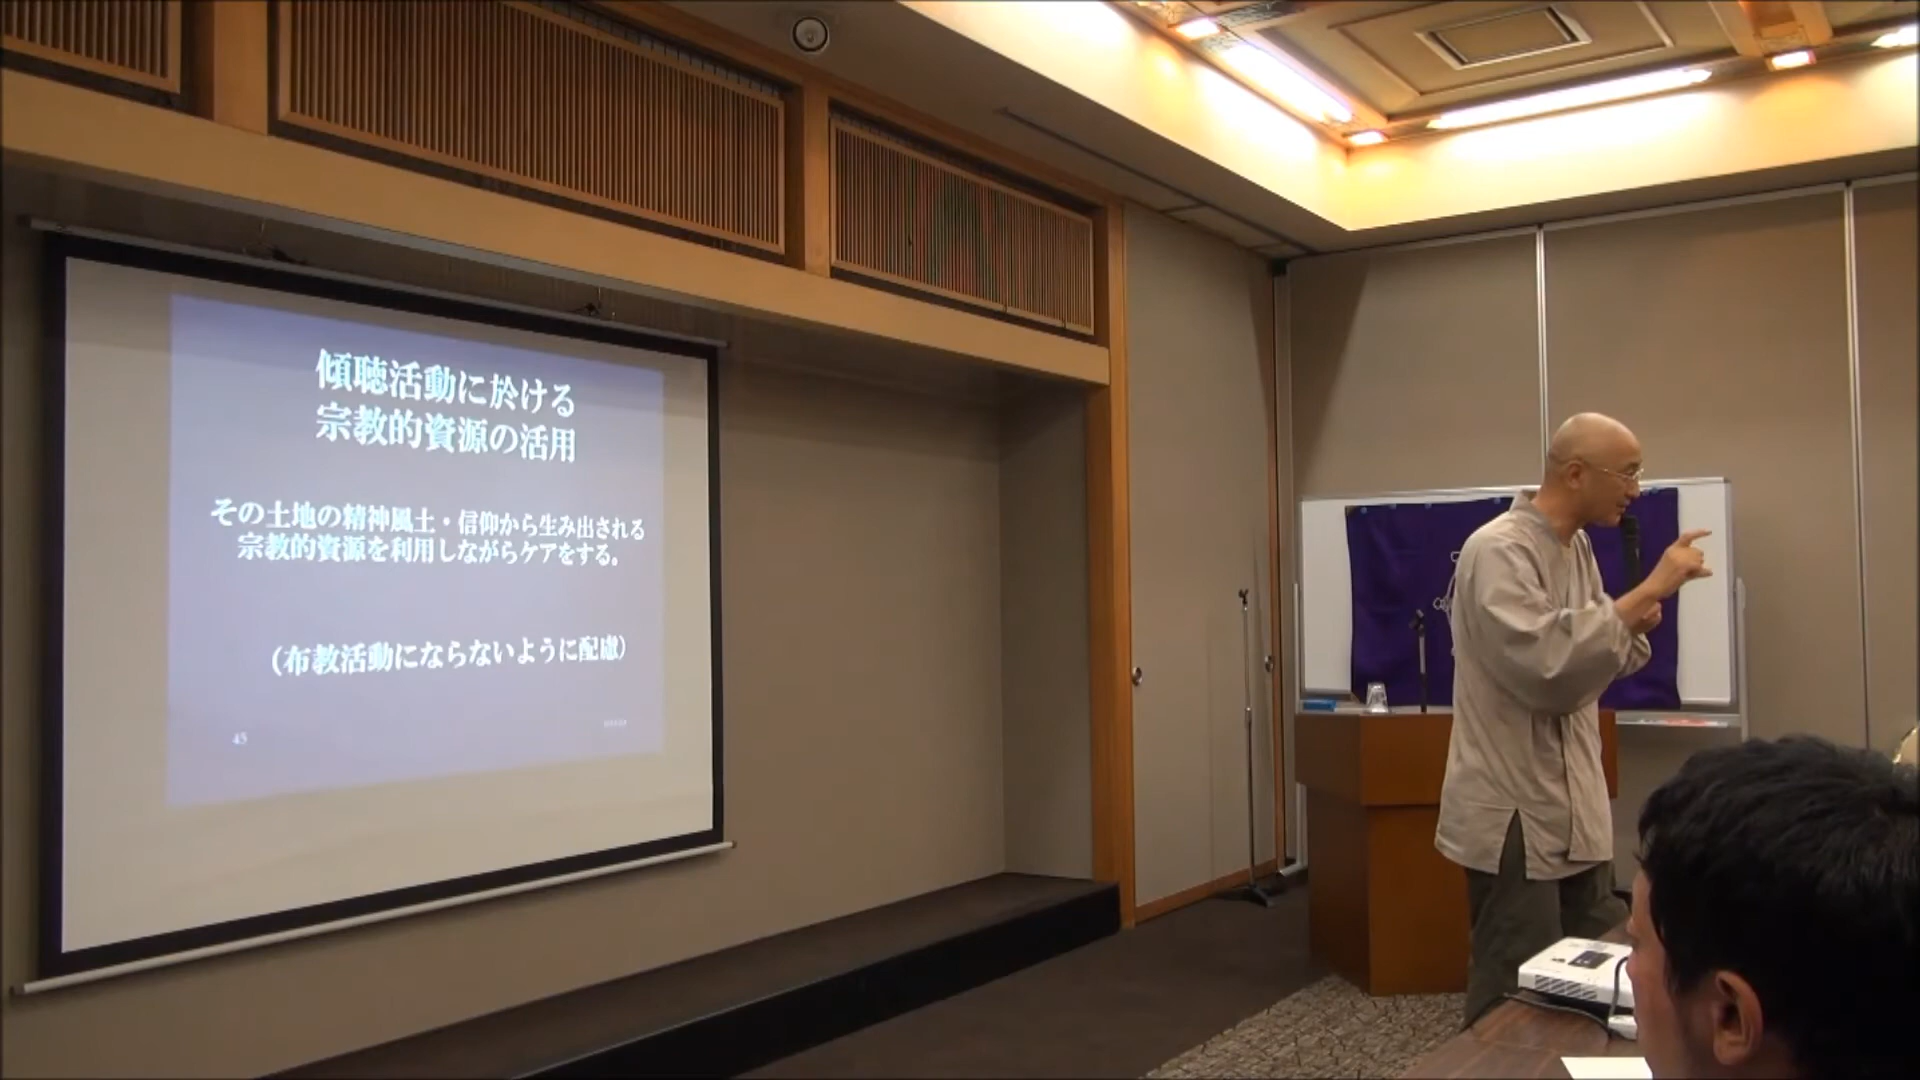 傾聴活動に於ける
宗教的資源の活用
その土地の精神風土・信仰から生み出される
宗教的資源を利用しながらケアをする。
（布教活動にならないように配慮）
45